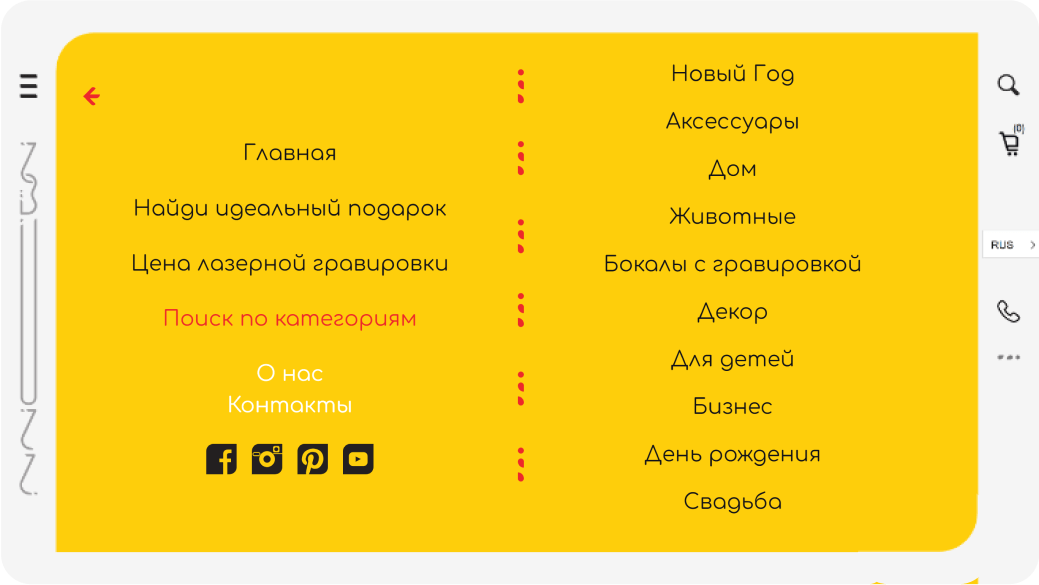 Главная
Найди идеальный подарок
Цена лазерной гравировки
Поиск по категориям
О нас
Контакты
Новый Год
Аксессуары
Дом
Животные
Бокалы с гравировкой
Декор
Для детей
Бизнес
День рождения
Свадьба
(0)
RUS